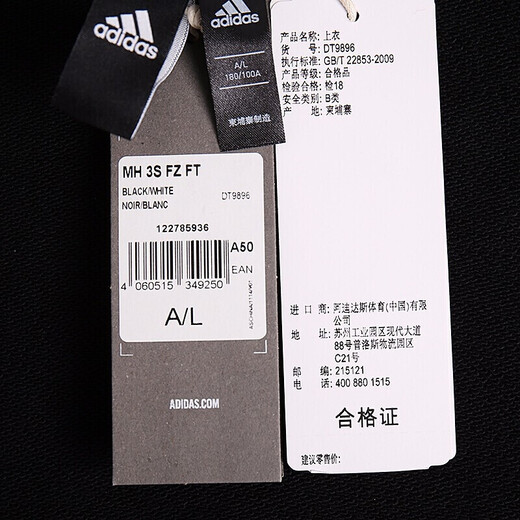 adidas
adidas
A/L
180/100A
柬埔寨制造
MH 3S FZ FT
BLACK/WHITE
NOIR/BLANC
DT9896
122785936
A50
EAN
4 060515 349250
A/L
ADIDAS.COM
产品名称: 上衣
货 号: DT9896
执行标准: GB/T 22853-2009
产品等级: 合格品
检验合格: 检18
安全类别: B类
产 地: 柬埔寨
进 口 商: 阿迪达斯体育(中国)有限
公司
地 址: 苏州工业园区现代大道
88号普洛斯物流园区
C21号
邮 编: 215121
电 话: 400 880 1515
合格证
建议零售价: